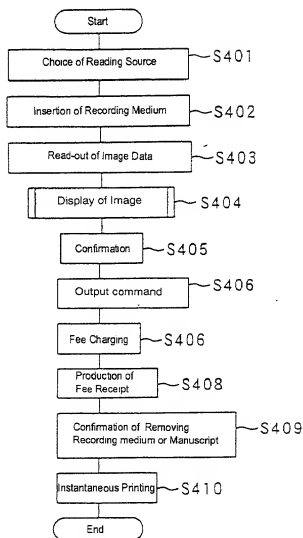 Start
Choice of Reading Source
S401
Insertion of Recording Medium
S402
Read-out of Image Data
S403
Display of Image
S404
Confirmation
S405
Output command
S406
Fee Charging
S406
Production of
Fee Receipt
S408
Confirmation of Removing
Recording medium or Manuscript
S409
Instantaneous Printing
S410
End